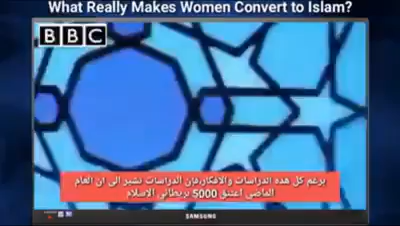 What Really Makes Women Convert to Islam?
BBC
برغم كل هذه الدراسات والافكار،فإن الدراسات تشير الى ان العام
الماضي اعتنق 5000 بريطاني الاسلام
SAMSUNG